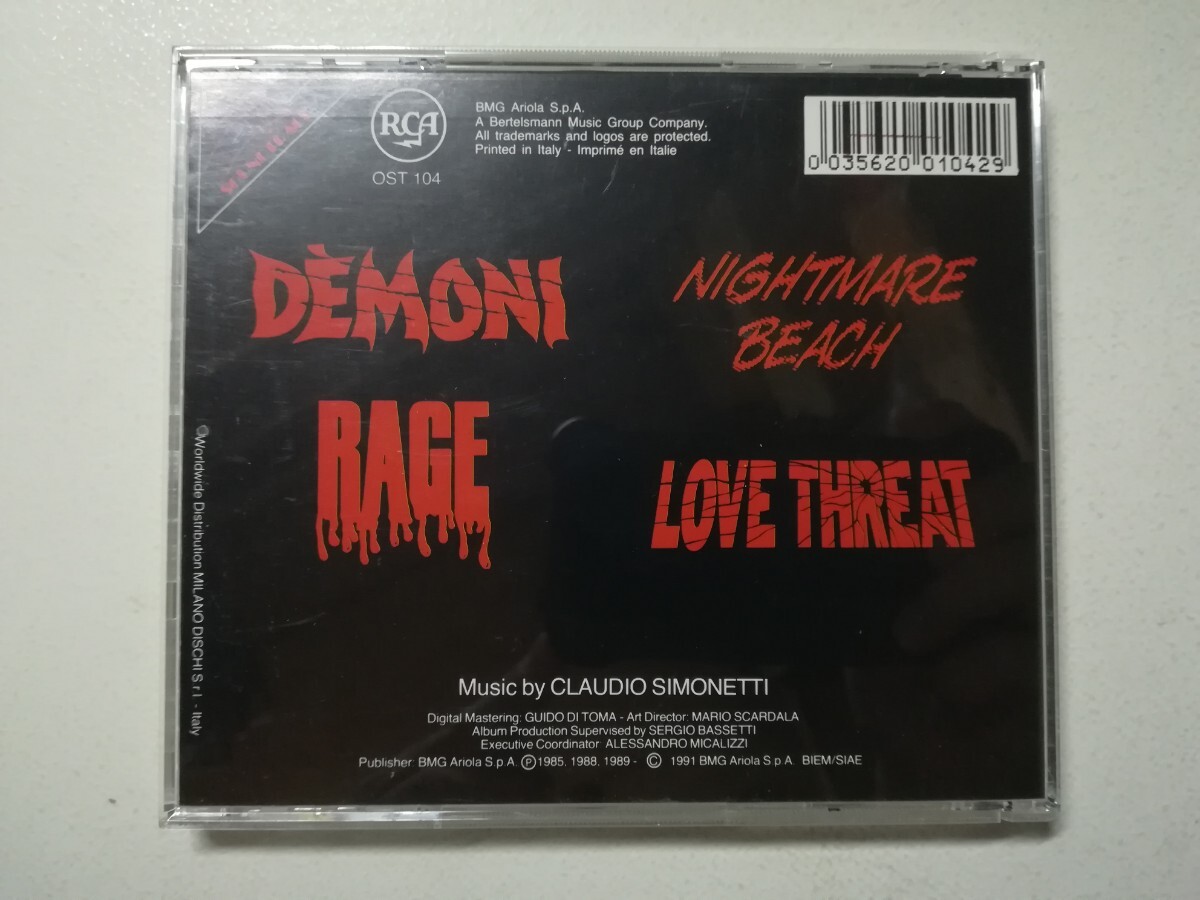 RCA
OST 104
BMG Ariola S.p.A.
A Bertelsmann Music Group Company.
All trademarks and logos are protected.
Printed in Italy - Imprimé en Italie
0 035620 010429
DÈMONI
NIGHTMARE
BEACH
RAGE
LOVE THREAT
Worldwide Distribution MILANO DISCHI S r l - Italy
Music by CLAUDIO SIMONETTI
Digital Mastering: GUIDO DI TOMA - Art Director: MARIO SCARDALA
Album Production Supervised by SERGIO BASSETTI
Executive Coordinator ALESSANDRO MICALIZZI
Publisher: BMG Ariola S.p.A. Ⓟ 1985. 1988. 1989 - © 1991 BMG Ariola S.p.A. BIEM/SIAE